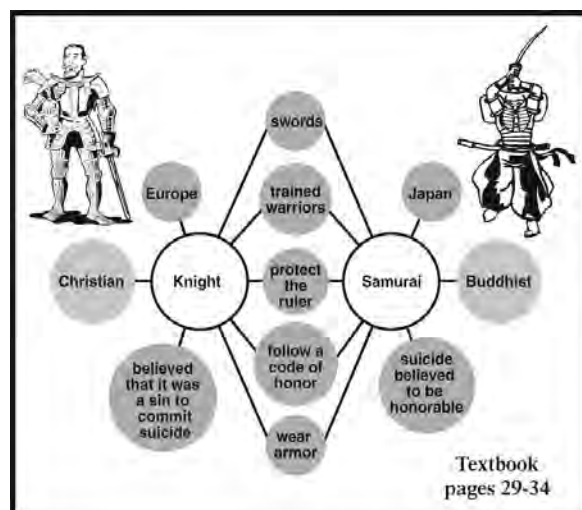 swords
Europe
trained
warriors
Japan
Christian
Knight
protect
the
ruler
Samurai
Buddhist
believed
that it was
a sin to
commit
suicide
follow a
code of
honor
suicide
believed
to be
honorable
wear
armor
Textbook
pages 29-34